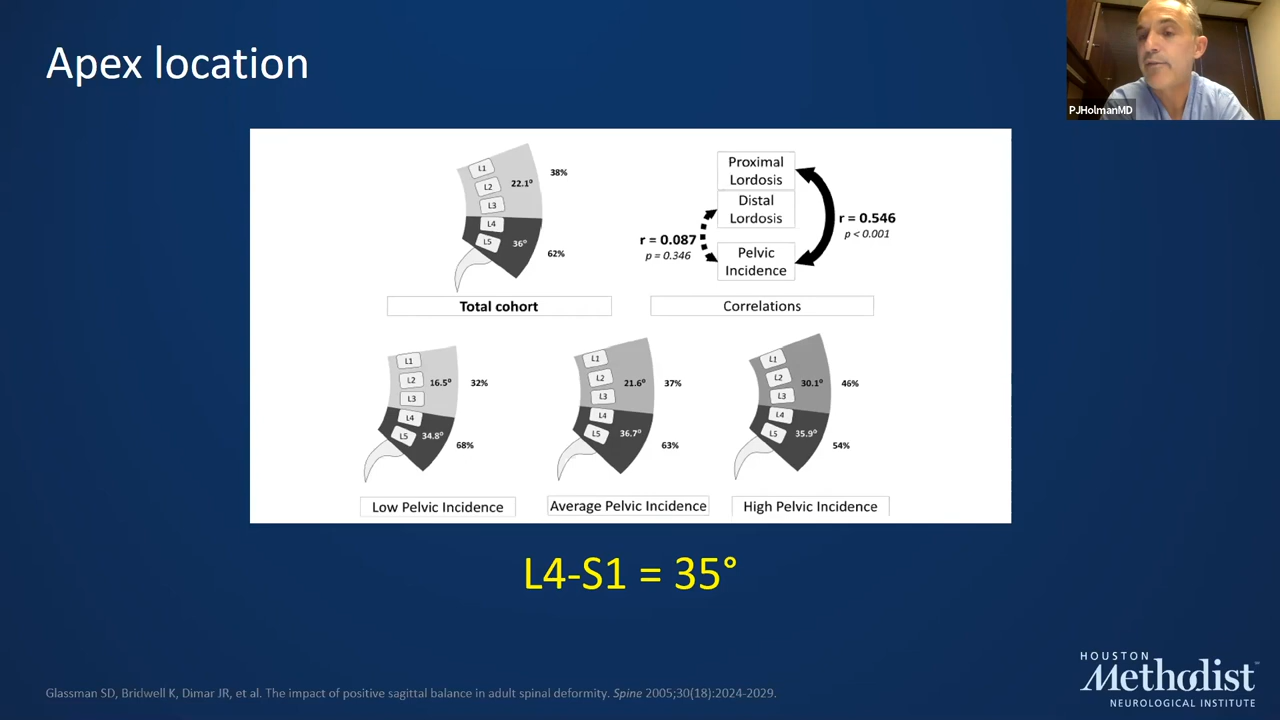 Apex location
PJHolmanMD
L1
L2
L3
L4
L5
22.1°
38%
36°
62%
Total cohort
Proximal
Lordosis
Distal
Lordosis
Pelvic
Incidence
r = 0.087
p = 0.346
r = 0.546
p < 0.001
Correlations
L1
L2
L3
L4
L5
16.5°
32%
34.8°
68%
Low Pelvic Incidence
L1
L2
L3
L4
L5
21.6°
37%
36.7°
63%
Average Pelvic Incidence
L1
L2
L3
L4
L5
30.1°
46%
35.9°
54%
High Pelvic Incidence
L4-S1 = 35°
Glassman SD, Bridwell K, Dimar JR, et al. The impact of positive sagittal balance in adult spinal deformity. Spine 2005;30(18):2024-2029.
HOUSTON
Methodist
NEUROLOGICAL INSTITUTE